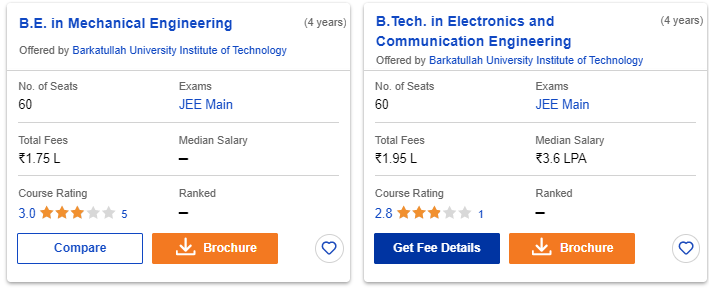 B.E. in Mechanical Engineering
(4 years)
Offered by Barkatullah University Institute of Technology
No. of Seats
Exams
60
JEE Main
Total Fees
Median Salary
₹1.75 L
–
Course Rating
Ranked
3.0
5
–
Compare
Brochure
B.Tech. in Electronics and
(4 years)
Communication Engineering
Offered by Barkatullah University Institute of Technology
No. of Seats
Exams
60
JEE Main
Total Fees
Median Salary
₹1.95 L
₹3.6 LPA
Course Rating
Ranked
2.8
1
–
Get Fee Details
Brochure